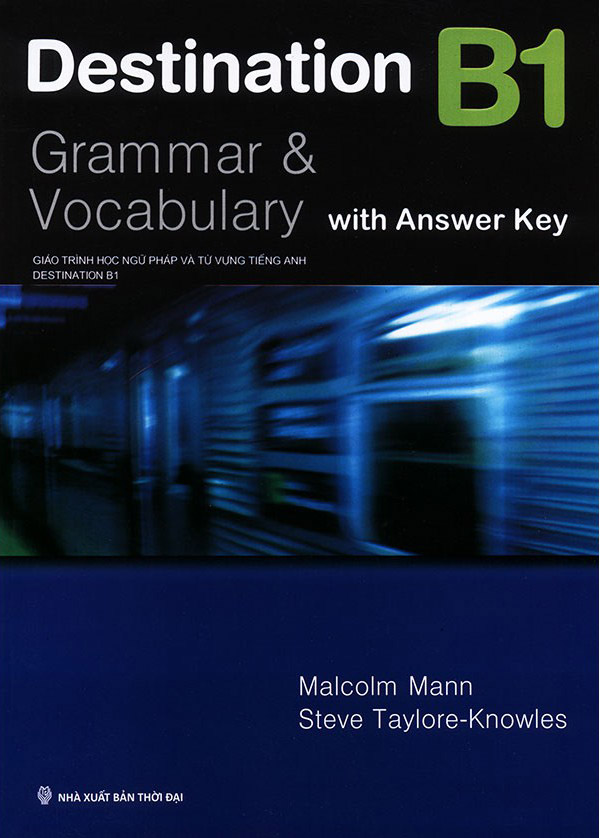 Destination B1
Grammar &
Vocabulary with Answer Key
GIÁO TRÌNH HỌC NGỮ PHÁP VÀ TỪ VỰNG TIẾNG ANH
DESTINATION B1
Malcolm Mann
Steve Taylore-Knowles
NHÀ XUẤT BẢN THỜI ĐẠI